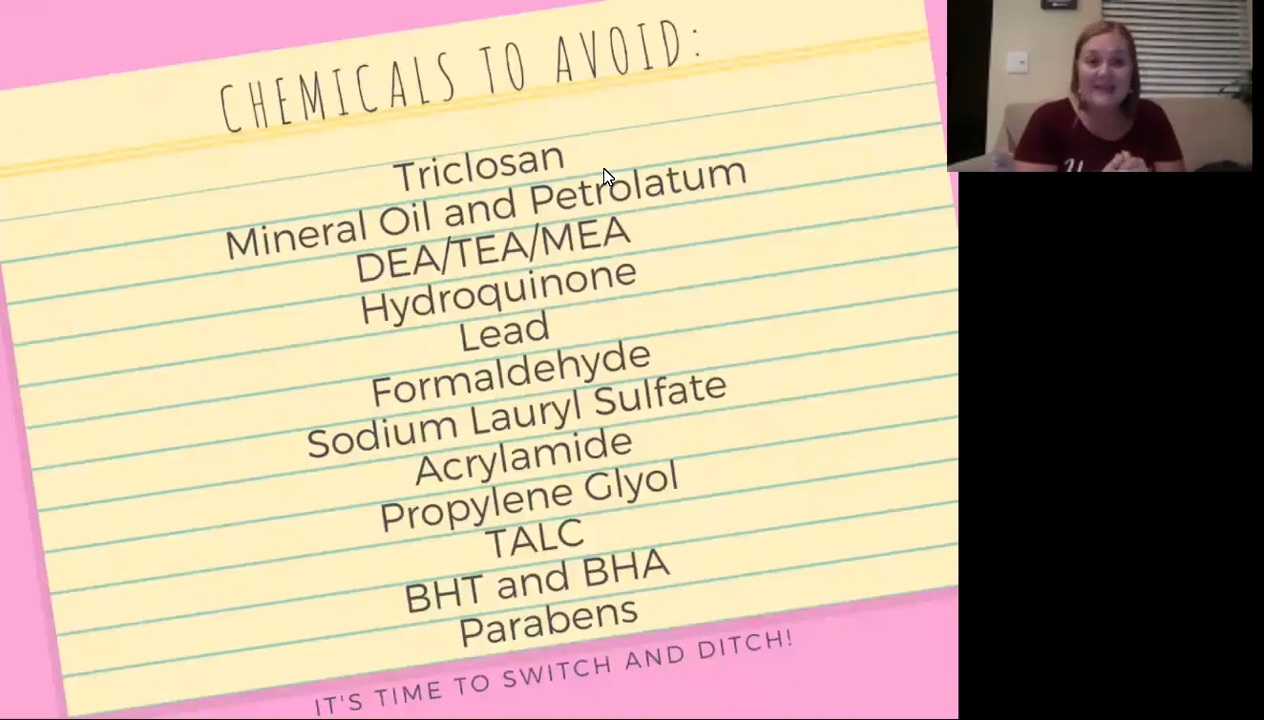 CHEMICALS TO AVOID:
Triclosan
Mineral Oil and Petrolatum
DEA/TEA/MEA
Hydroquinone
Lead
Formaldehyde
Sodium Lauryl Sulfate
Acrylamide
Propylene Glyol
TALC
BHT and BHA
Parabens
IT'S TIME TO SWITCH AND DITCH!